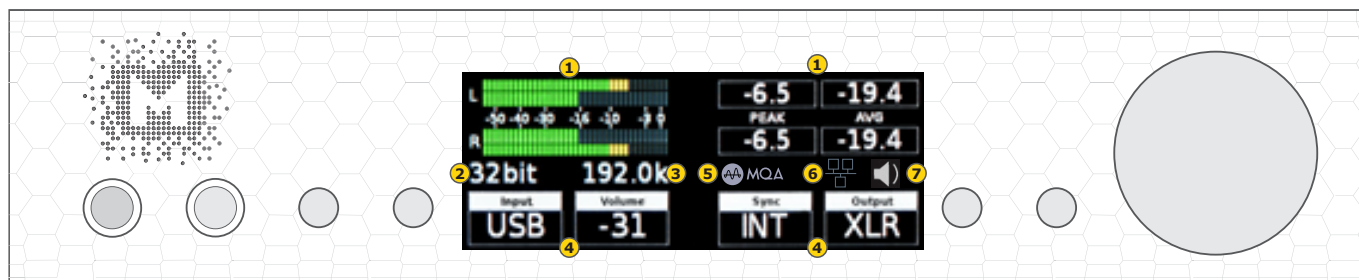 1 1
-6.5 -19.4
L
-50 -40 -30 -16 -10 -3 0 PEAK AVG
R -6.5 -19.4
2 32bit 192.0k 3 5 MQA 6 7
Input Volume Sync Output
USB -31 INT XLR
4 4